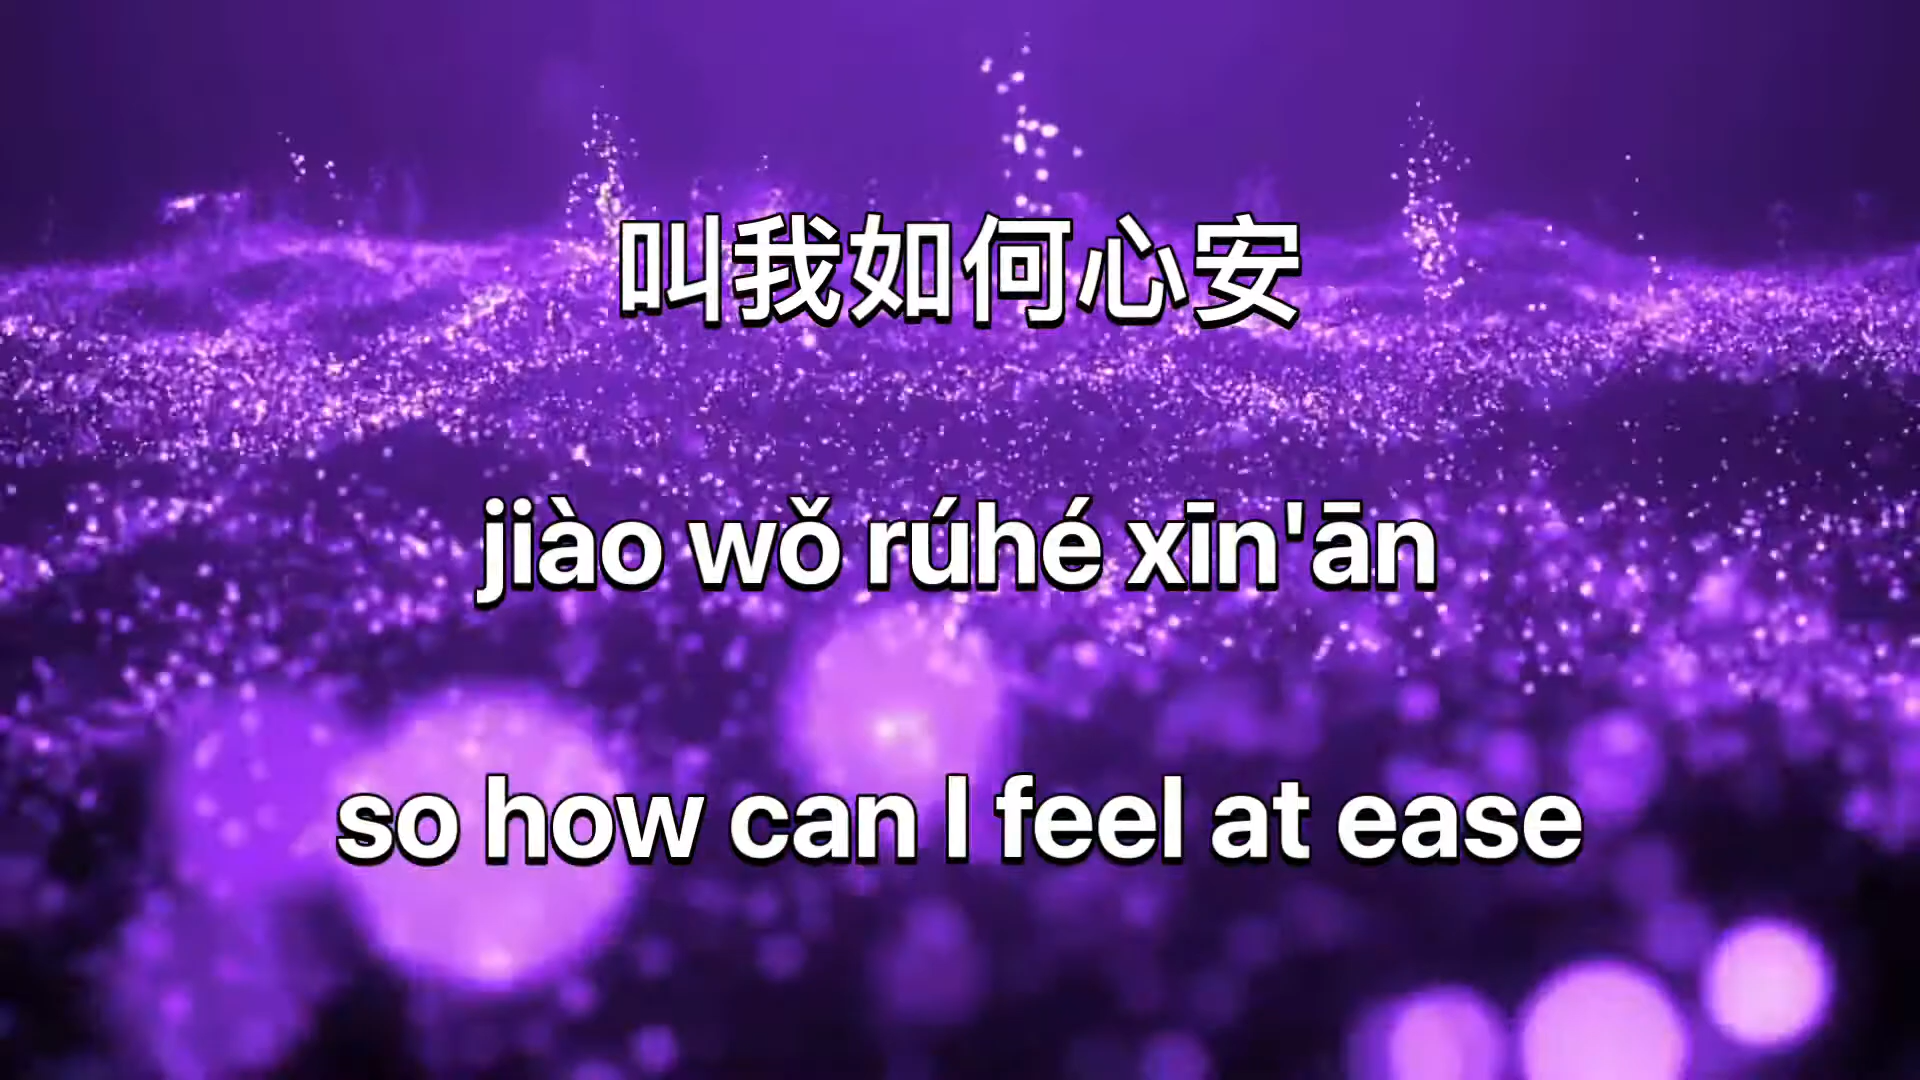 叫我如何心安
jiào wǒ rúhé xīn'ān
so how can I feel at ease